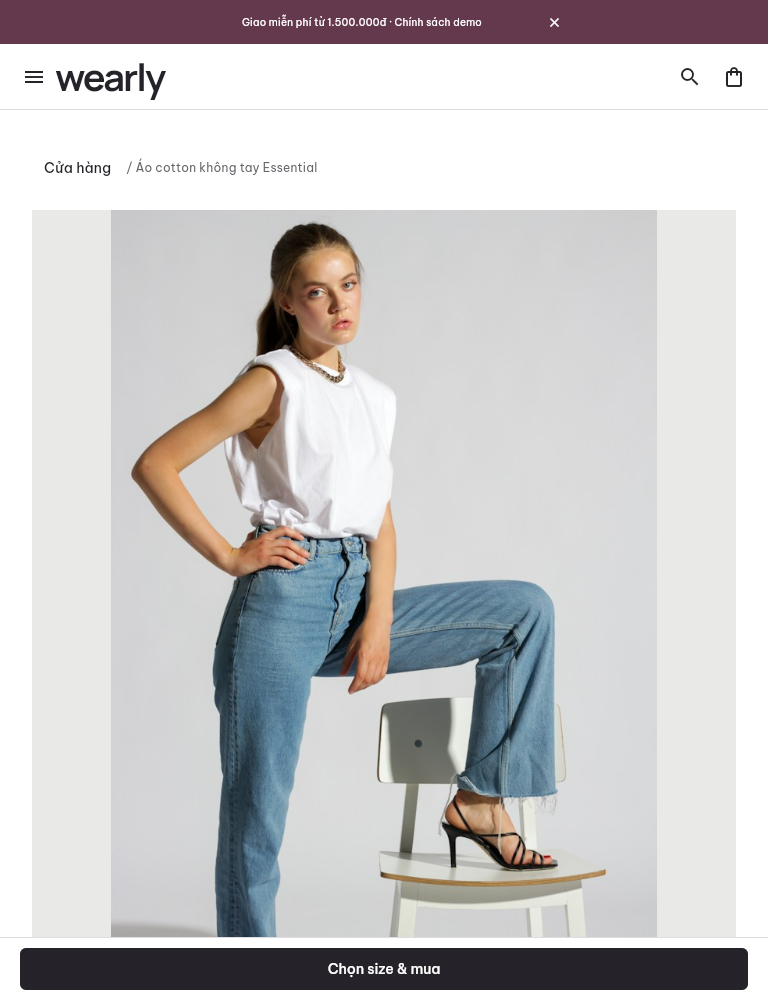 Giao miễn phí từ 1.500.000đ · Chính sách demo
wearly
Cửa hàng / Áo cotton không tay Essential
Chọn size & mua